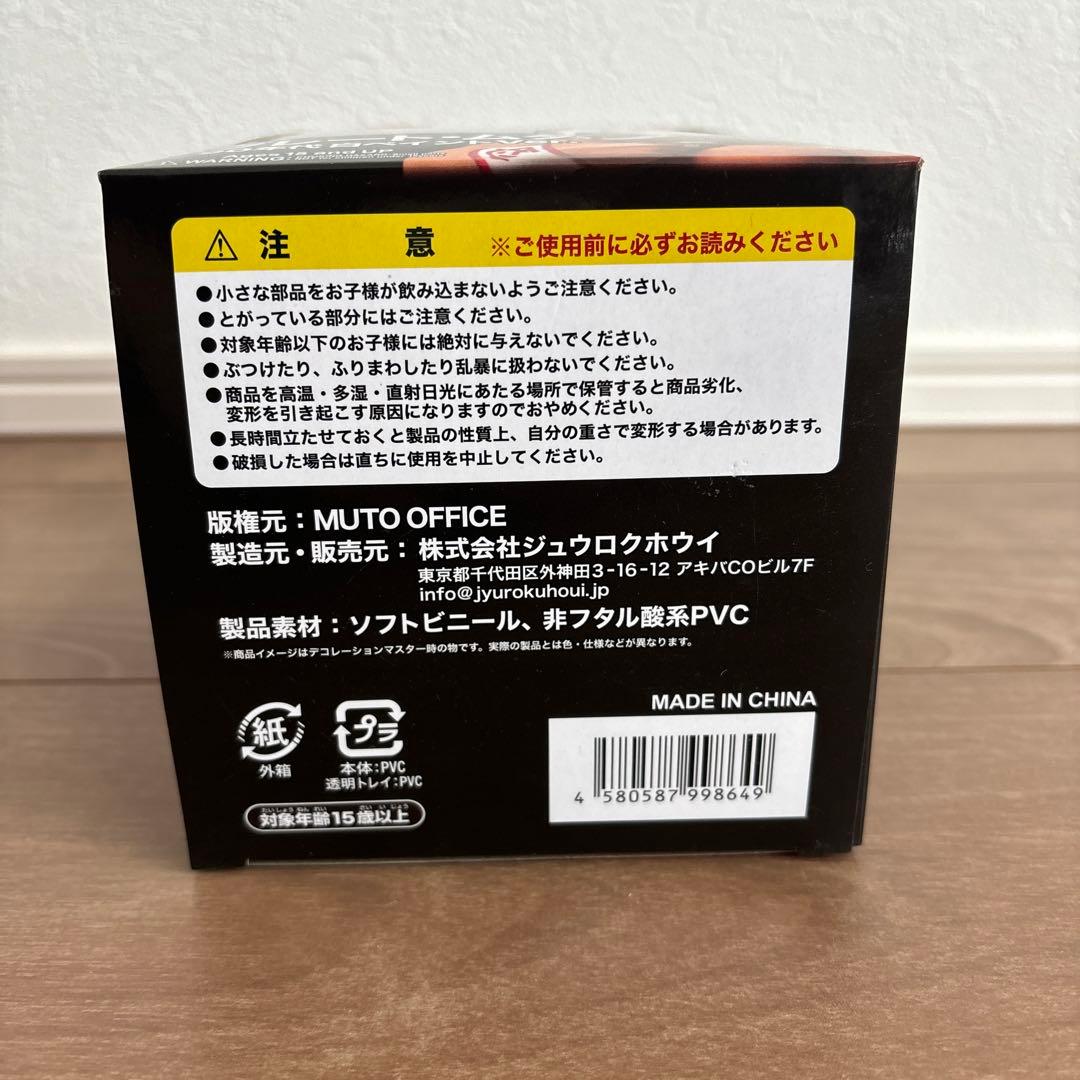 WARNING:
注 意 ※ご使用前に必ずお読みください
●小さな部品をお子様が飲み込まないようご注意ください。
●とがっている部分にはご注意ください。
●対象年齢以下のお子様には絶対に与えないでください。
●ぶつけたり、ふりまわしたり乱暴に扱わないでください。
●商品を高温・多湿・直射日光にあたる場所で保管すると商品劣化、
変形を引き起こす原因になりますのでおやめください。
●長時間立たせておくと製品の性質上、自分の重さで変形する場合があります。
●破損した場合は直ちに使用を中止してください。
版権元：MUTO OFFICE
製造元・販売元：株式会社ジュウロクホウイ
東京都千代田区外神田3-16-12 アキバCOビル7F
info@jyurokuhoui.jp
製品素材：ソフトビニール、非フタル酸系PVC
※商品イメージはデコレーションマスター時の物です。実際の製品とは色・仕様などが異なります。
MADE IN CHINA
紙
外箱
プラ
本体:PVC
透明トレイ:PVC
たいしょうねんれい さいいじょう
対象年齢15歳以上
4 580587 998649